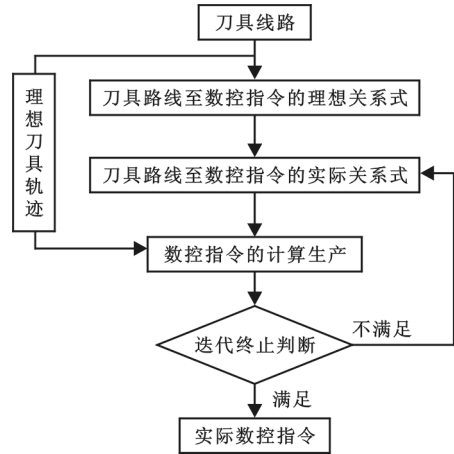 刀具线路
刀具路线至数控指令的理想关系式
理想刀具轨迹
刀具路线至数控指令的实际关系式
数控指令的计算生产
不满足
迭代终止判断
满足
实际数控指令